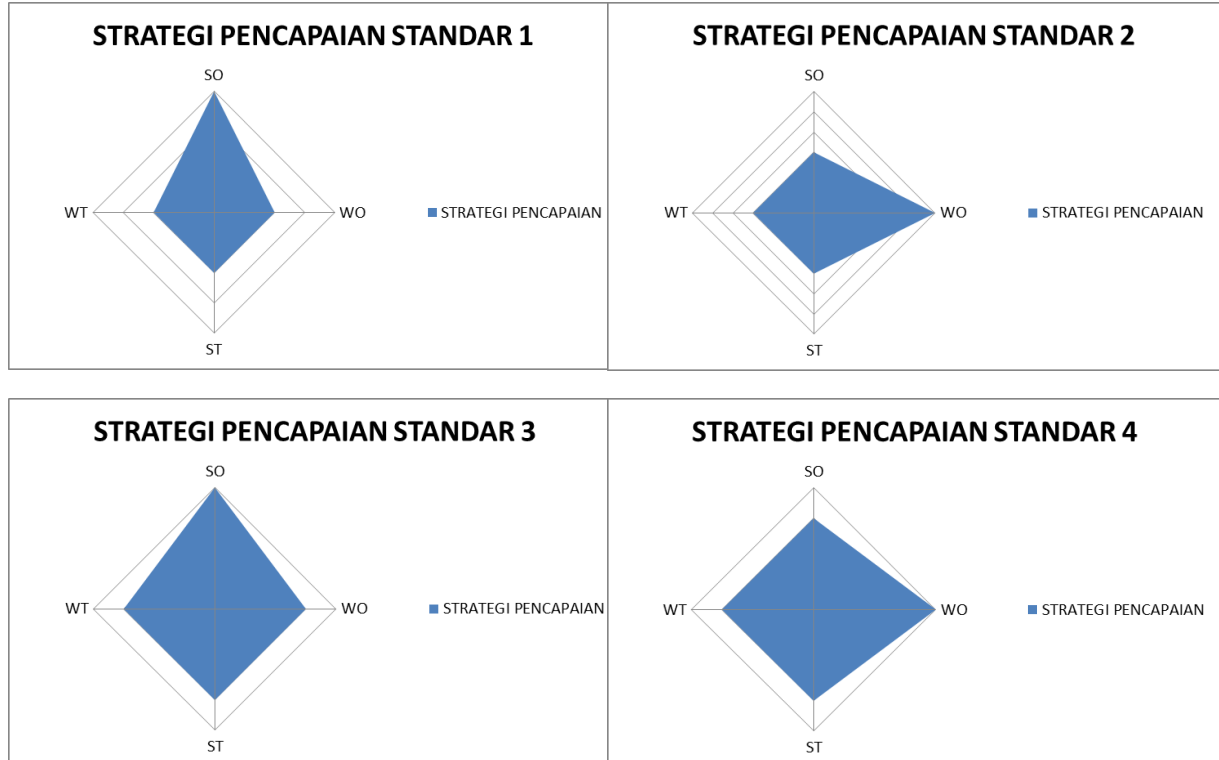 STRATEGI PENCAPAIAN STANDAR 1
SO
WT
WO
STRATEGI PENCAPAIAN
ST
STRATEGI PENCAPAIAN STANDAR 2
SO
WT
WO
STRATEGI PENCAPAIAN
ST
STRATEGI PENCAPAIAN STANDAR 3
SO
WT
WO
STRATEGI PENCAPAIAN
ST
STRATEGI PENCAPAIAN STANDAR 4
SO
WT
WO
STRATEGI PENCAPAIAN
ST